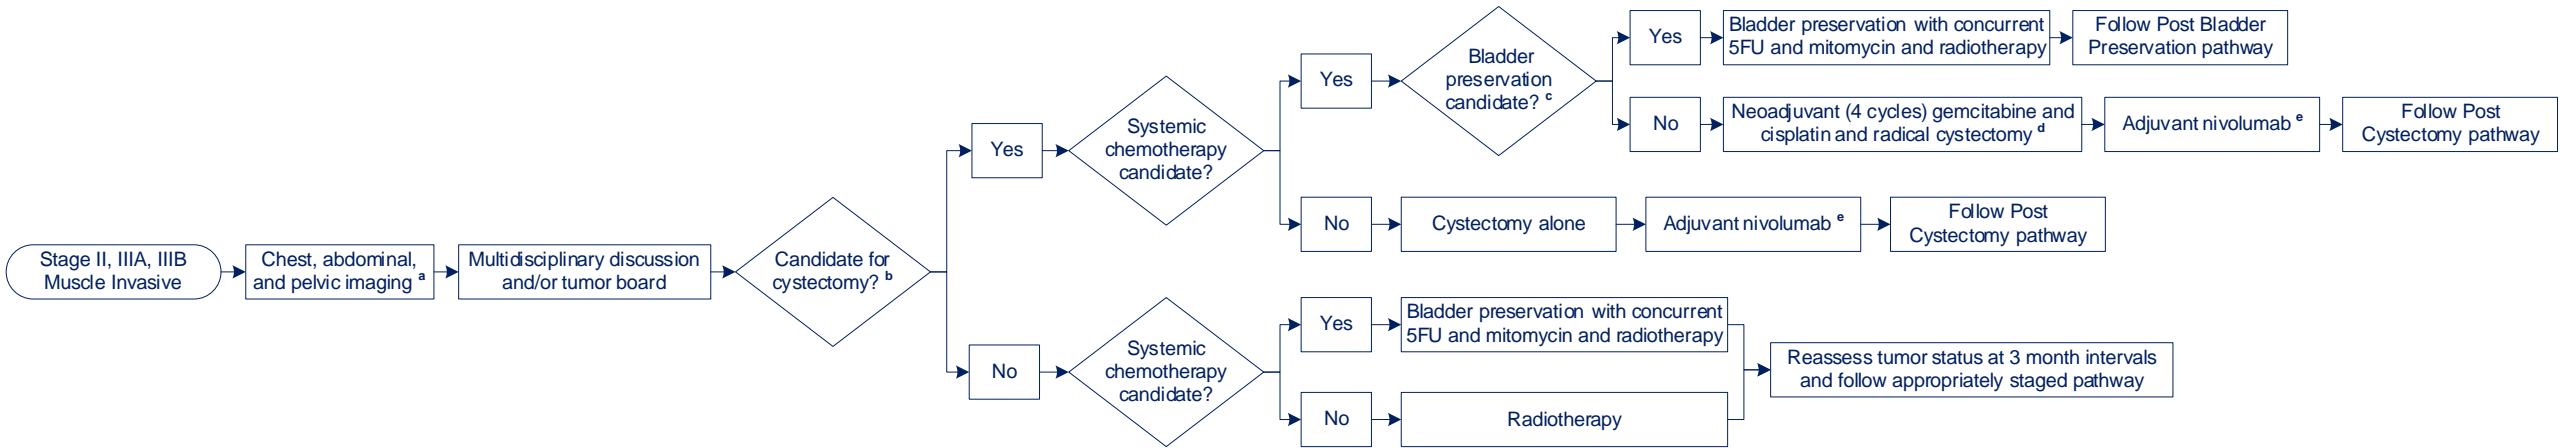 Stage II, IIIA, IIIB
Muscle Invasive
Chest, abdominal,
and pelvic imaging a
Multidisciplinary discussion
and/or tumor board
Candidate for
cystectomy? b
Yes
Systemic
chemotherapy
candidate?
Yes
Bladder
preservation
candidate? c
Yes
Bladder preservation with concurrent
5FU and mitomycin and radiotherapy
Follow Post Bladder
Preservation pathway
No
Neoadjuvant (4 cycles) gemcitabine and
cisplatin and radical cystectomy d
Adjuvant nivolumab e
Follow Post
Cystectomy pathway
No
Cystectomy alone
Adjuvant nivolumab e
Follow Post
Cystectomy pathway
No
Systemic
chemotherapy
candidate?
Yes
Bladder preservation with concurrent
5FU and mitomycin and radiotherapy
No
Radiotherapy
Reassess tumor status at 3 month intervals
and follow appropriately staged pathway